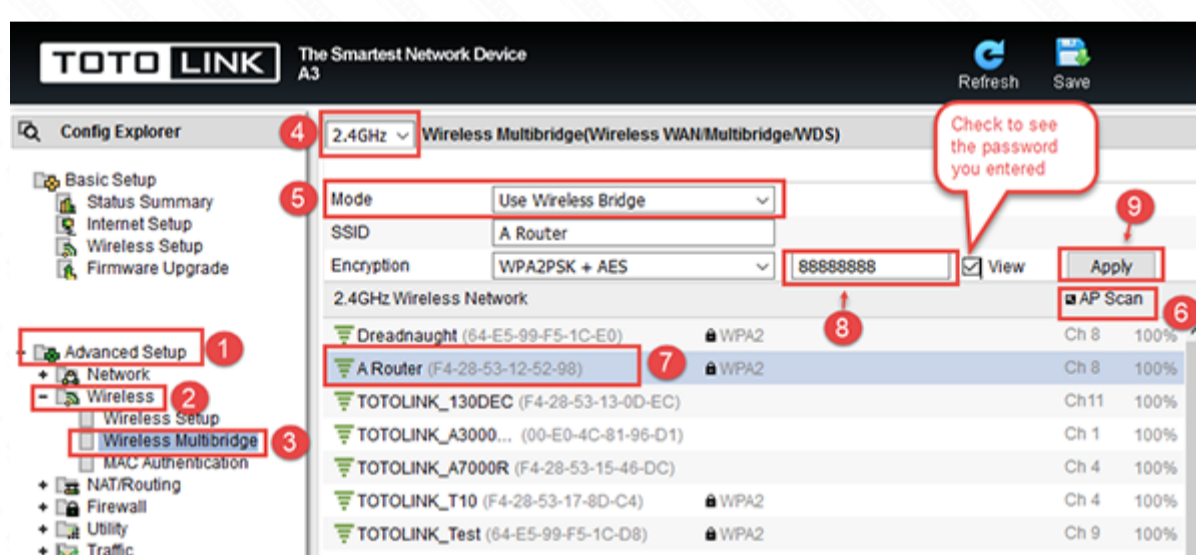 TOTO LINK The Smartest Network Device
A3
Refresh Save
Config Explorer
4 2.4GHz Wireless Multibridge(Wireless WAN/Multibridge/WDS)
Check to see
the password
you entered
Basic Setup
Status Summary
Internet Setup
Wireless Setup
Firmware Upgrade
5 Mode Use Wireless Bridge
9
SSID A Router
Encryption WPA2PSK + AES 88888888 View Apply
2.4GHz Wireless Network AP Scan
8 6
Dreadnaught (64-E5-99-F5-1C-E0) WPA2 Ch 8 100%
Advanced Setup 1
A Router (F4-28-53-12-52-98) 7 WPA2 Ch 8 100%
Network
Wireless 2
TOTOLINK_130DEC (F4-28-53-13-0D-EC) Ch11 100%
Wireless Setup
Wireless Multibridge 3
TOTOLINK_A3000... (00-E0-4C-81-96-D1) Ch 1 100%
MAC Authentication
TOTOLINK_A7000R (F4-28-53-15-46-DC) Ch 4 100%
NAT/Routing
Firewall
TOTOLINK_T10 (F4-28-53-17-8D-C4) WPA2 Ch 4 100%
Utility
TOTOLINK_Test (64-E5-99-F5-1C-D8) WPA2 Ch 9 100%
Traffic